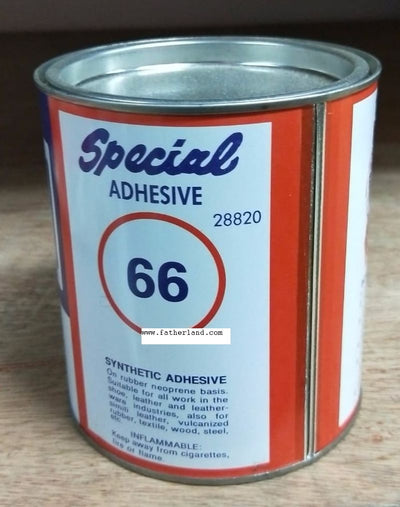 Special
ADHESIVE
28820
66
www.fatherland.com
SYNTHETIC ADHESIVE
On rubber neoprene basis.
Suitable for all work in the
shoe, leather and leather-
ware industries, also for
simili leather, vulcanized
rubber, textile, wood, steel,
etc
INFLAMMABLE:
Keep away from cigarettes,
fire or flame.